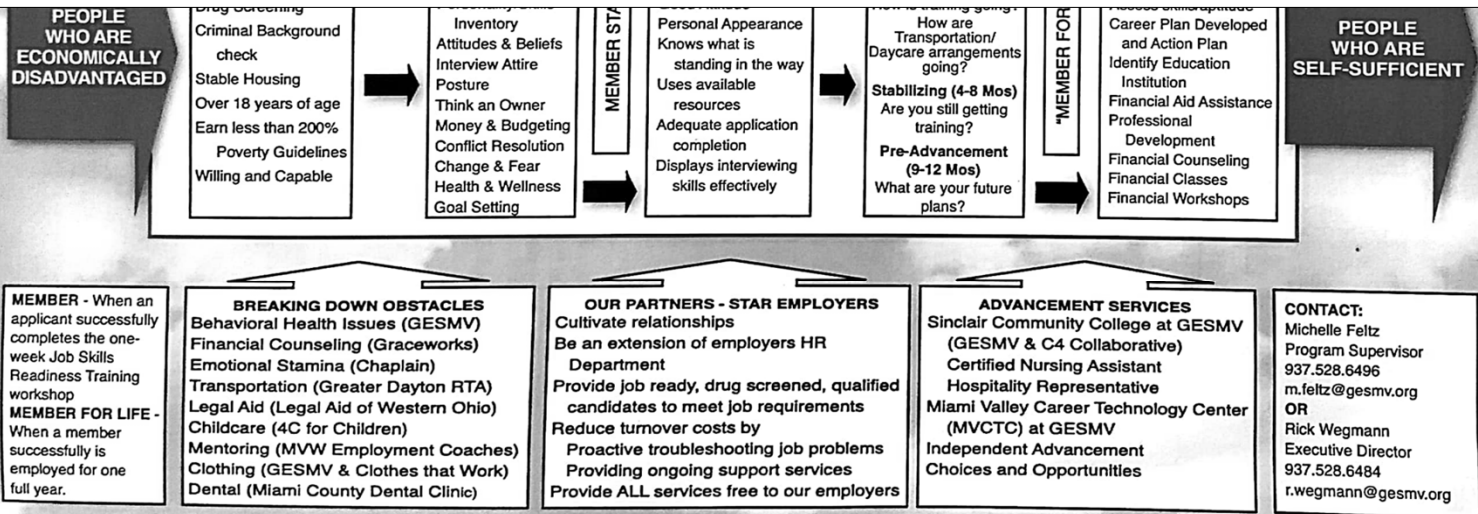 PEOPLE
WHO ARE
ECONOMICALLY
DISADVANTAGED
Drug Screening
Criminal Background
check
Stable Housing
Over 18 years of age
Earn less than 200%
Poverty Guidelines
Willing and Capable
Inventory
Attitudes & Beliefs
Interview Attire
Posture
Think an Owner
Money & Budgeting
Conflict Resolution
Change & Fear
Health & Wellness
Goal Setting
MEMBER
Personal Appearance
Knows what is
standing in the way
Uses available
resources
Adequate application
completion
Displays interviewing
skills effectively
How is training going?
How are
Transportation/
Daycare arrangements
going?
Stabilizing (4-8 Mos)
Are you still getting
training?
Pre-Advancement
(9-12 Mos)
What are your future
plans?
"MEMBER FOR
Career Plan Developed
and Action Plan
Identify Education
Institution
Financial Aid Assistance
Professional
Development
Financial Counseling
Financial Classes
Financial Workshops
PEOPLE
WHO ARE
SELF-SUFFICIENT
MEMBER - When an
applicant successfully
completes the one-
week Job Skills
Readiness Training
workshop
MEMBER FOR LIFE -
When a member
successfully is
employed for one
full year.
BREAKING DOWN OBSTACLES
Behavioral Health Issues (GESMV)
Financial Counseling (Graceworks)
Emotional Stamina (Chaplain)
Transportation (Greater Dayton RTA)
Legal Aid (Legal Aid of Western Ohio)
Childcare (4C for Children)
Mentoring (MVW Employment Coaches)
Clothing (GESMV & Clothes that Work)
Dental (Miami County Dental Clinic)
OUR PARTNERS - STAR EMPLOYERS
Cultivate relationships
Be an extension of employers HR
Department
Provide job ready, drug screened, qualified
candidates to meet job requirements
Reduce turnover costs by
Proactive troubleshooting job problems
Providing ongoing support services
Provide ALL services free to our employers
ADVANCEMENT SERVICES
Sinclair Community College at GESMV
(GESMV & C4 Collaborative)
Certified Nursing Assistant
Hospitality Representative
Miami Valley Career Technology Center
(MVCTC) at GESMV
Independent Advancement
Choices and Opportunities
CONTACT:
Michelle Feltz
Program Supervisor
937.528.6496
m.feltz@gesmv.org
OR
Rick Wegmann
Executive Director
937.528.6484
r.wegmann@gesmv.org